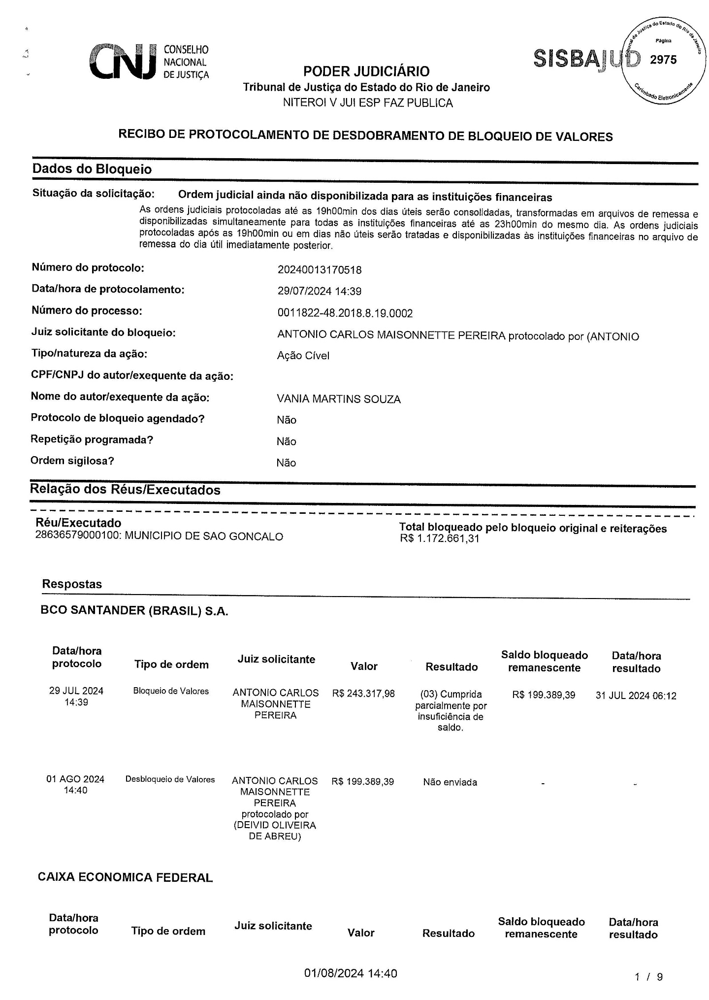 CNJ
CONSELHO
NACIONAL
DE JUSTIÇA
SISBAJUD
Tribunal de Justiça do Estado do Rio de Janeiro
Página
2975
Carimbado Eletronicamente
PODER JUDICIÁRIO
Tribunal de Justiça do Estado do Rio de Janeiro
NITEROI V JUI ESP FAZ PUBLICA
RECIBO DE PROTOCOLAMENTO DE DESDOBRAMENTO DE BLOQUEIO DE VALORES
Dados do Bloqueio
Situação da solicitação: Ordem judicial ainda não disponibilizada para as instituições financeiras
As ordens judiciais protocoladas até as 19h00min dos dias úteis serão consolidadas, transformadas em arquivos de remessa e
disponibilizadas simultaneamente para todas as instituições financeiras até as 23h00min do mesmo dia. As ordens judiciais
protocoladas após as 19h00min ou em dias não úteis serão tratadas e disponibilizadas às instituições financeiras no arquivo de
remessa do dia útil imediatamente posterior.
Número do protocolo: 20240013170518
Data/hora de protocolamento: 29/07/2024 14:39
Número do processo: 0011822-48.2018.8.19.0002
Juiz solicitante do bloqueio: ANTONIO CARLOS MAISONNETTE PEREIRA protocolado por (ANTONIO
Tipo/natureza da ação: Ação Cível
CPF/CNPJ do autor/exequente da ação:
Nome do autor/exequente da ação: VANIA MARTINS SOUZA
Protocolo de bloqueio agendado? Não
Repetição programada? Não
Ordem sigilosa? Não
Relação dos Réus/Executados
Réu/Executado Total bloqueado pelo bloqueio original e reiterações
28636579000100: MUNICIPIO DE SAO GONCALO R$ 1.172.661,31
Respostas
BCO SANTANDER (BRASIL) S.A.
Data/hora Saldo bloqueado Data/hora
protocolo Tipo de ordem Juiz solicitante Valor Resultado remanescente resultado
29 JUL 2024 Bloqueio de Valores ANTONIO CARLOS R$ 243.317,98 (03) Cumprida R$ 199.389,39 31 JUL 2024 06:12
14:39 MAISONNETTE parcialmente por
PEREIRA insuficiência de
saldo.
01 AGO 2024 Desbloqueio de Valores ANTONIO CARLOS R$ 199.389,39 Não enviada - -
14:40 MAISONNETTE
PEREIRA
protocolado por
(DEIVID OLIVEIRA
DE ABREU)
CAIXA ECONOMICA FEDERAL
Data/hora Saldo bloqueado Data/hora
protocolo Tipo de ordem Juiz solicitante Valor Resultado remanescente resultado
01/08/2024 14:40
1 / 9